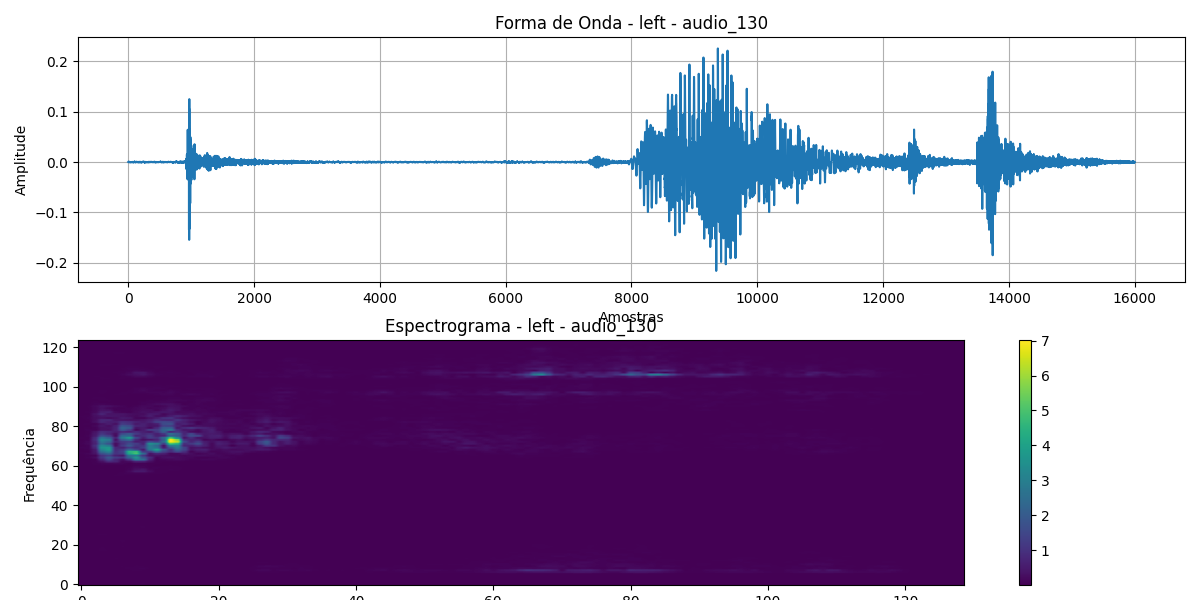 Forma de Onda - left - audio_130
Amplitude
0.2
0.1
0.0
−0.1
−0.2
0 2000 4000 6000 8000 10000 12000 14000 16000
Amostras
Espectrograma - left - audio_130
Frequência
120
100
80
60
40
20
0
0 20 40 60 80 100 120
7
6
5
4
3
2
1